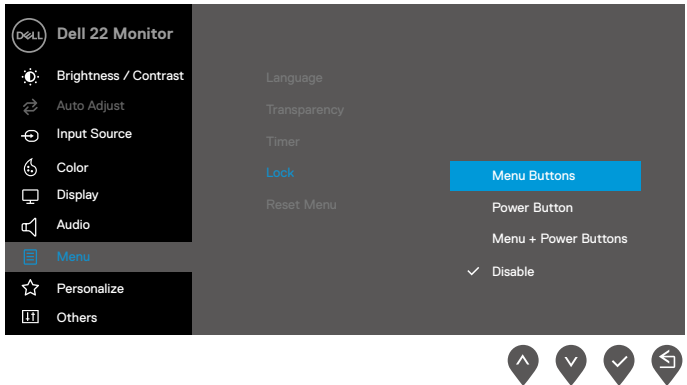 DELL
Dell 22 Monitor
Brightness / Contrast
Auto Adjust
Input Source
Color
Display
Audio
Menu
Personalize
Others
Language
Transparency
Timer
Lock
Reset Menu
Menu Buttons
Power Button
Menu + Power Buttons
Disable